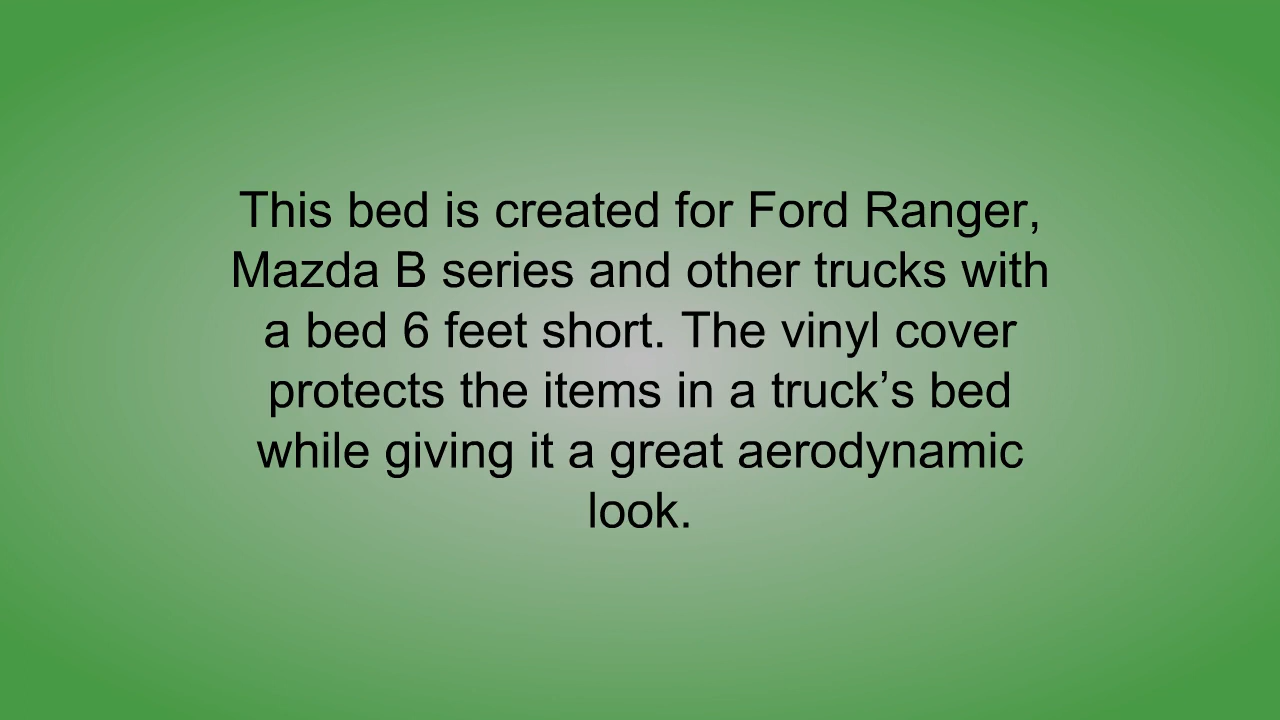 This bed is created for Ford Ranger,
Mazda B series and other trucks with
a bed 6 feet short. The vinyl cover
protects the items in a truck’s bed
while giving it a great aerodynamic
look.